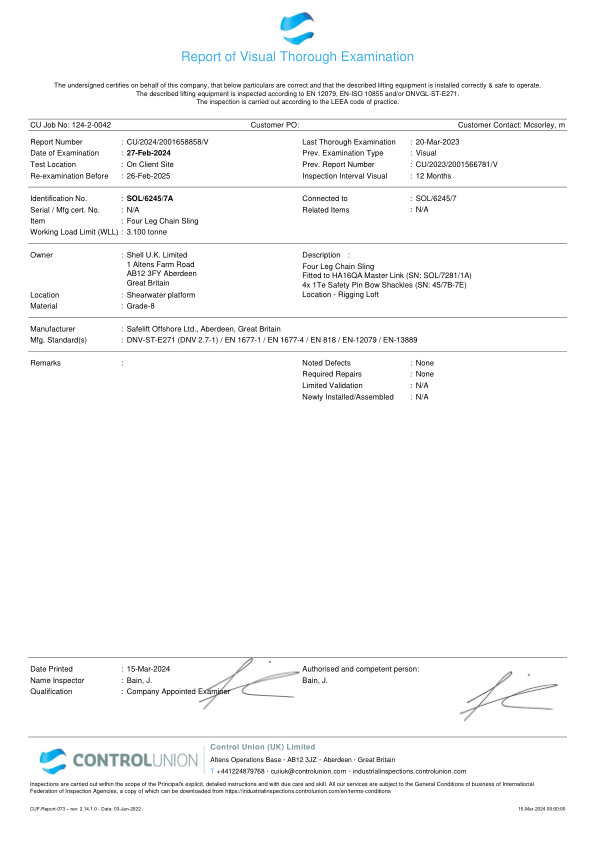 Report of Visual Thorough Examination
The undersigned certifies on behalf of this company, that below particulars are correct and that the described lifting equipment is installed correctly & safe to operate.
The described lifting equipment is inspected according to EN 12079, EN-ISO 10855 and/or DNVGL-ST-E271.
The inspection is carried out according to the LEEA code of practice.
CU Job No: 124-2-0042 Customer PO: Customer Contact: Mcsorley, m
Report Number : CU/2024/2001658858/V Last Thorough Examination : 20-Mar-2023
Date of Examination : 27-Feb-2024 Prev. Examination Type : Visual
Test Location : On Client Site Prev. Report Number : CU/2023/2001566781/V
Re-examination Before : 26-Feb-2025 Inspection Interval Visual : 12 Months
Identification No. : SOL/6245/7A Connected to : SOL/6245/7
Serial / Mfg cert. No. : N/A Related Items : N/A
Item : Four Leg Chain Sling
Working Load Limit (WLL) : 3.100 tonne
Owner : Shell U.K. Limited Description :
1 Altens Farm Road Four Leg Chain Sling
AB12 3FY Aberdeen Fitted to HA16QA Master Link (SN: SOL/7281/1A)
Great Britain 4x 1Te Safety Pin Bow Shackles (SN: 45/7B-7E)
Location : Shearwater platform Location - Rigging Loft
Material : Grade-8
Manufacturer : Safelift Offshore Ltd., Aberdeen, Great Britain
Mfg. Standard(s) : DNV-ST-E271 (DNV 2.7-1) / EN 1677-1 / EN 1677-4 / EN 818 / EN-12079 / EN-13889
Remarks : Noted Defects : None
Required Repairs : None
Limited Validation : N/A
Newly Installed/Assembled : N/A
Date Printed : 15-Mar-2024 Authorised and competent person:
Name Inspector : Bain, J. Bain, J.
Qualification : Company Appointed Examiner
CONTROLUNION
Control Union (UK) Limited
Altens Operations Base · AB12 3JZ · Aberdeen · Great Britain
T +441224879768 · cuiiuk@controlunion.com · industrialinspections.controlunion.com
Inspections are carried out within the scope of the Principal's explicit, detailed instructions and with due care and skill. All our services are subject to the General Conditions of business of International
Federation of Inspection Agencies, a copy of which can be downloaded from https://industrialinspections.controlunion.com/en/terms-conditions
CUF-Report-073 – rev: 2.14.1.0 - Date: 03-Jan-2022 15-Mar-2024 00:00:00